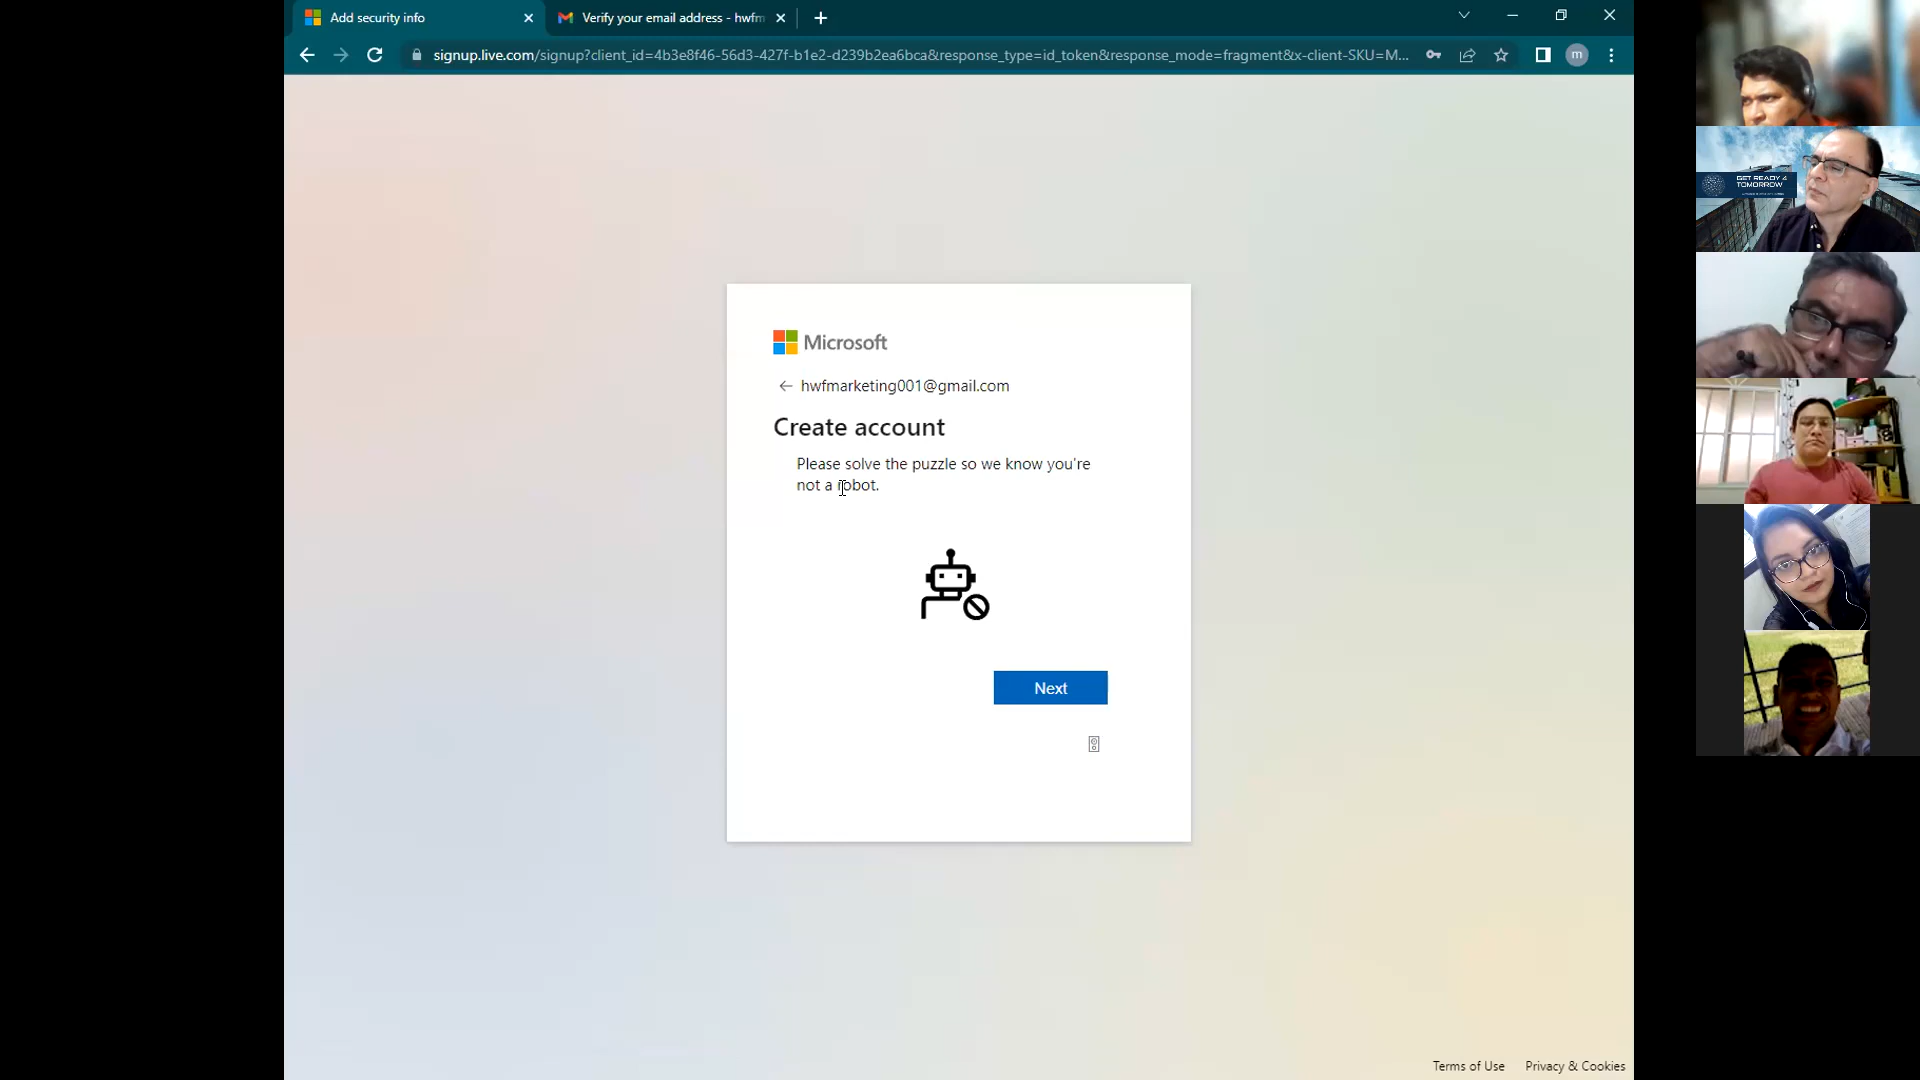 Add security info
Verify your email address - hwfm
signup.live.com/signup?client_id=4b3e8f46-56d3-427f-b1e2-d239b2ea6bca&response_type=id_token&response_mode=fragment&x-client-SKU=M...
m
GET READY 4
TOMORROW
Microsoft
hwfmarketing001@gmail.com
Create account
Please solve the puzzle so we know you're
not a robot.
Next
Terms of Use
Privacy & Cookies